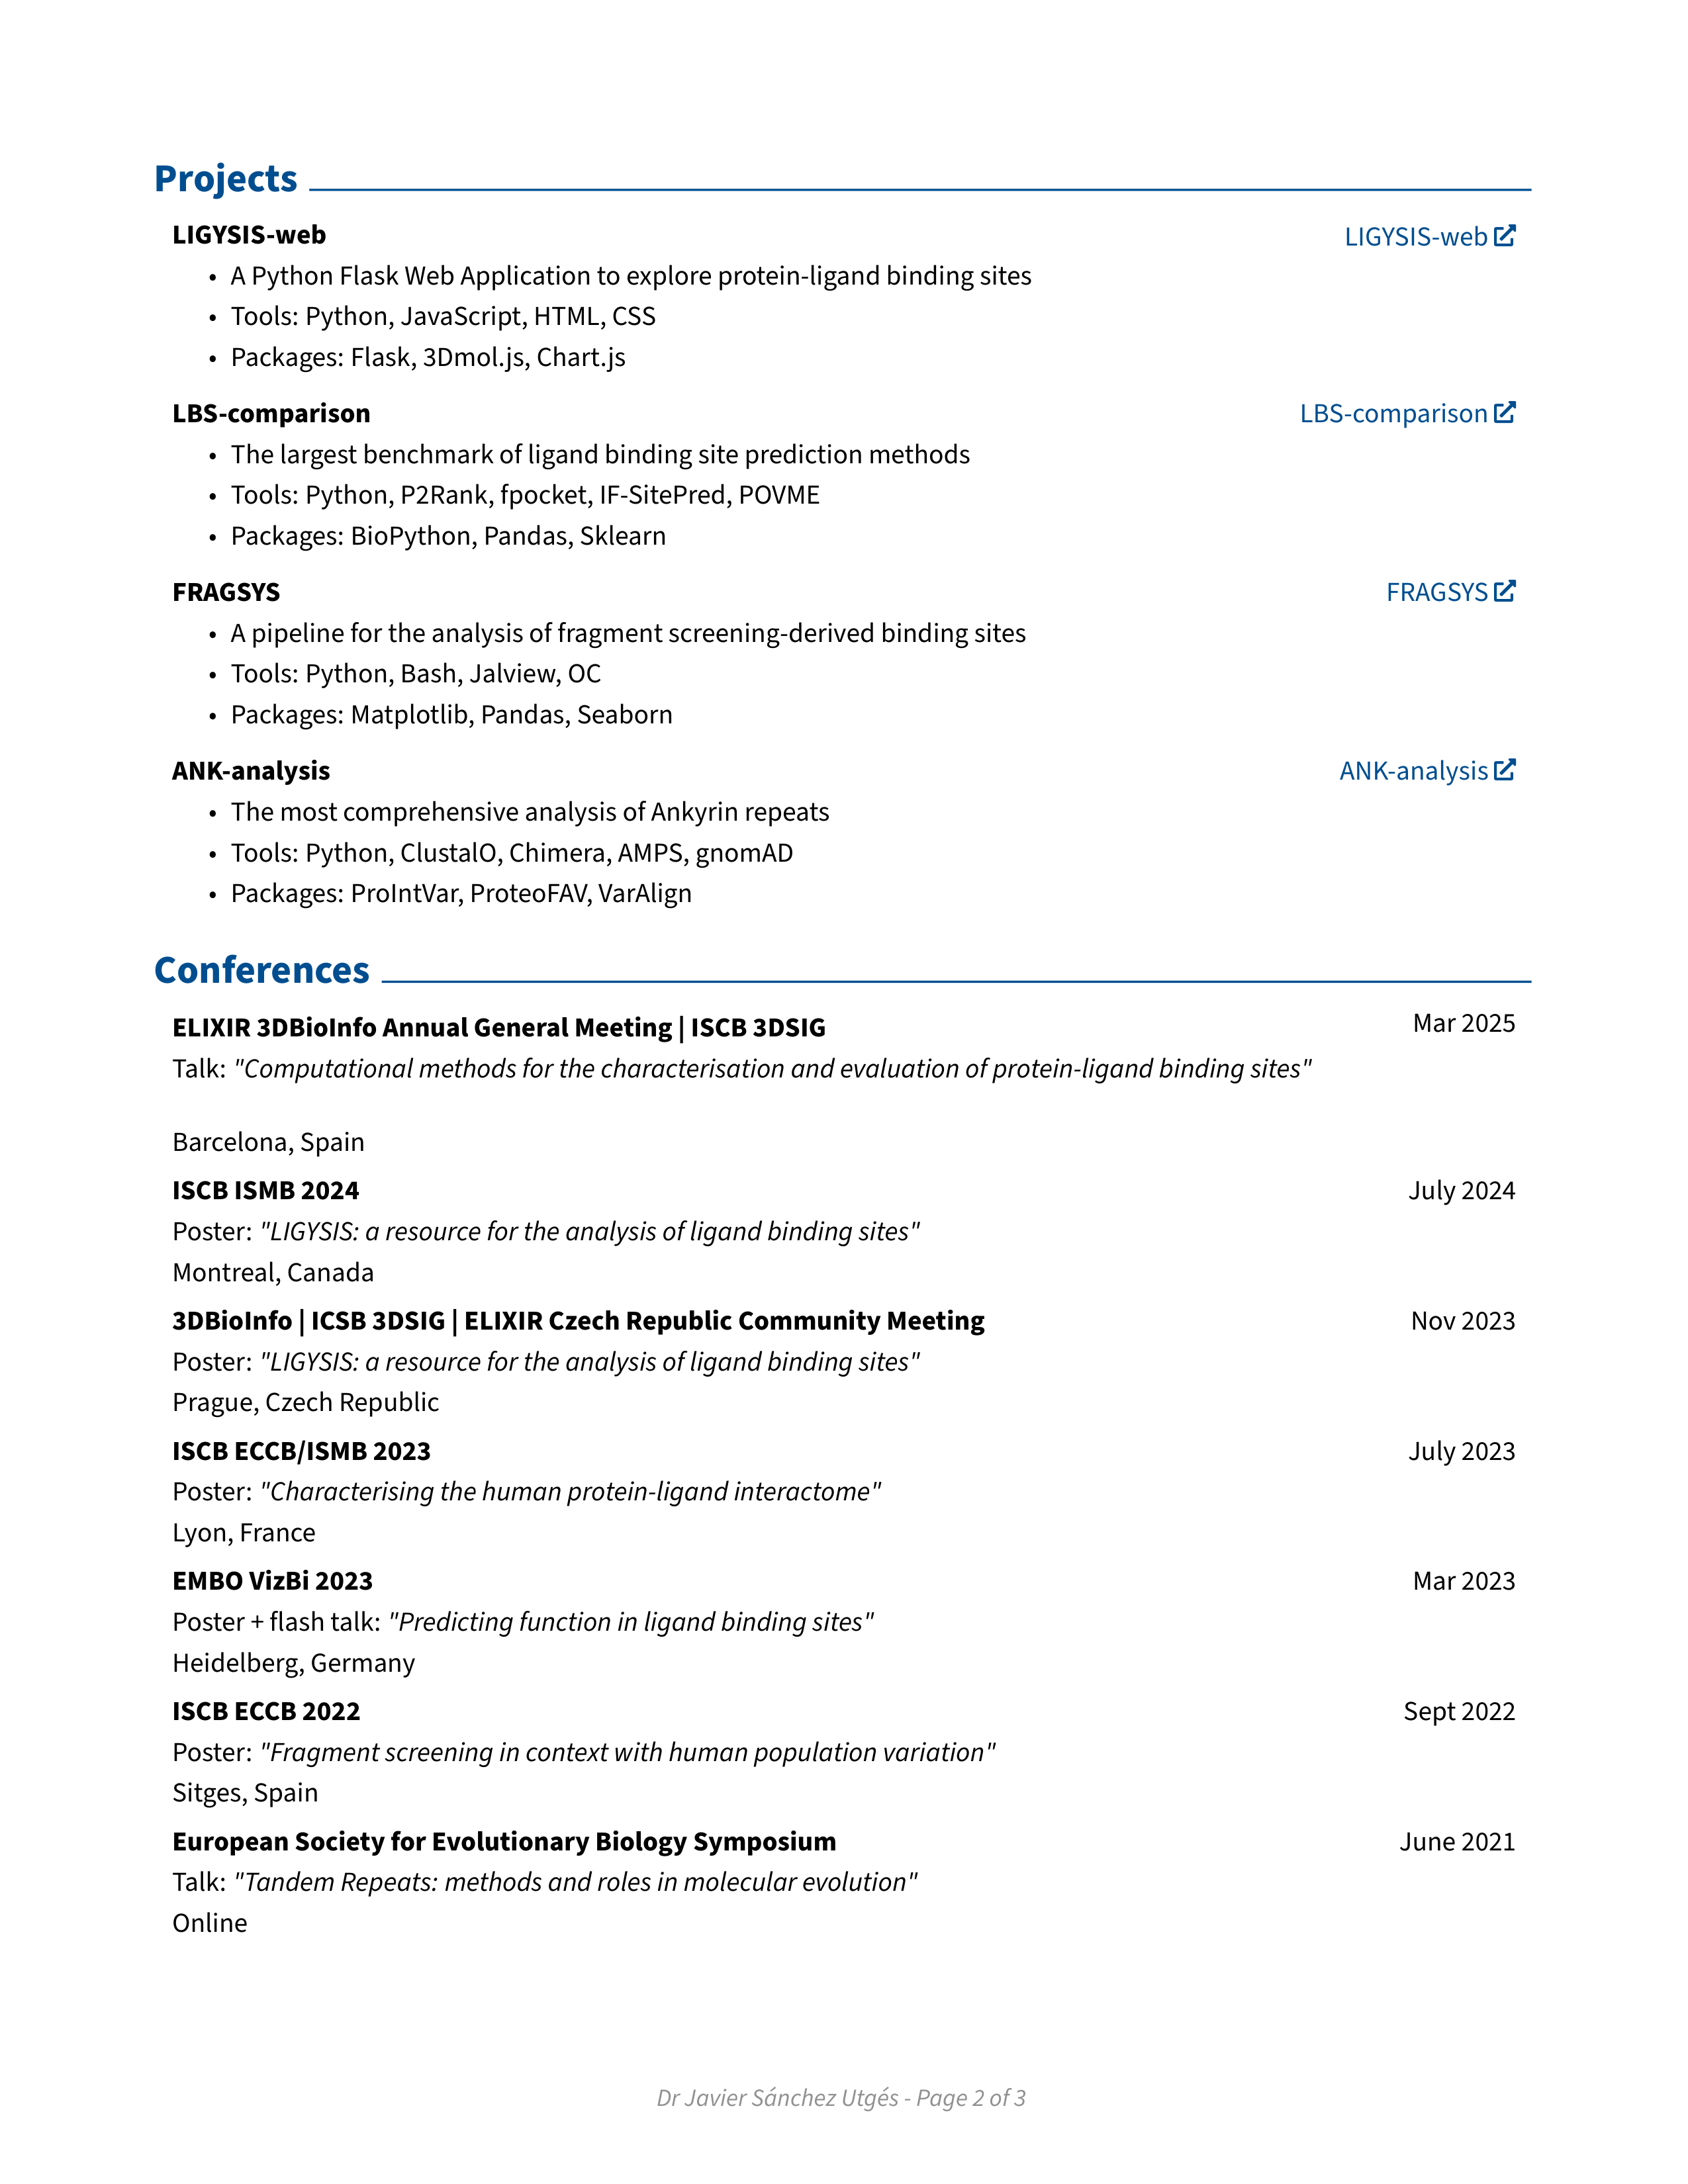 Projects
LIGYSIS-web LIGYSIS-web
• A Python Flask Web Application to explore protein-ligand binding sites
• Tools: Python, JavaScript, HTML, CSS
• Packages: Flask, 3Dmol.js, Chart.js
LBS-comparison LBS-comparison
• The largest benchmark of ligand binding site prediction methods
• Tools: Python, P2Rank, fpocket, IF-SitePred, POVME
• Packages: BioPython, Pandas, Sklearn
FRAGSYS FRAGSYS
• A pipeline for the analysis of fragment screening-derived binding sites
• Tools: Python, Bash, Jalview, OC
• Packages: Matplotlib, Pandas, Seaborn
ANK-analysis ANK-analysis
• The most comprehensive analysis of Ankyrin repeats
• Tools: Python, ClustalO, Chimera, AMPS, gnomAD
• Packages: ProIntVar, ProteoFAV, VarAlign
Conferences
ELIXIR 3DBioInfo Annual General Meeting | ISCB 3DSIG Mar 2025
Talk: "Computational methods for the characterisation and evaluation of protein-ligand binding sites"
Barcelona, Spain
ISCB ISMB 2024 July 2024
Poster: "LIGYSIS: a resource for the analysis of ligand binding sites"
Montreal, Canada
3DBioInfo | ICSB 3DSIG | ELIXIR Czech Republic Community Meeting Nov 2023
Poster: "LIGYSIS: a resource for the analysis of ligand binding sites"
Prague, Czech Republic
ISCB ECCB/ISMB 2023 July 2023
Poster: "Characterising the human protein-ligand interactome"
Lyon, France
EMBO VizBi 2023 Mar 2023
Poster + flash talk: "Predicting function in ligand binding sites"
Heidelberg, Germany
ISCB ECCB 2022 Sept 2022
Poster: "Fragment screening in context with human population variation"
Sitges, Spain
European Society for Evolutionary Biology Symposium June 2021
Talk: "Tandem Repeats: methods and roles in molecular evolution"
Online
Dr Javier Sánchez Utgés - Page 2 of 3